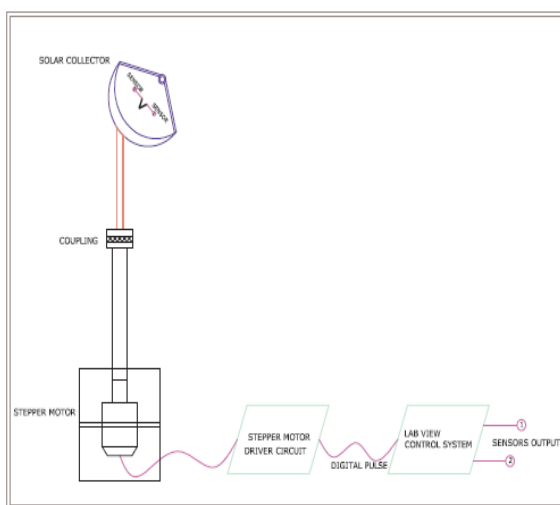 SOLAR COLLECTOR
SENSOR
SENSOR
COUPLING
STEPPER MOTOR
STEPPER MOTOR
DRIVER CIRCUIT
DIGITAL PULSE
LAB VIEW
CONTROL SYSTEM
1
SENSORS OUTPUT
2